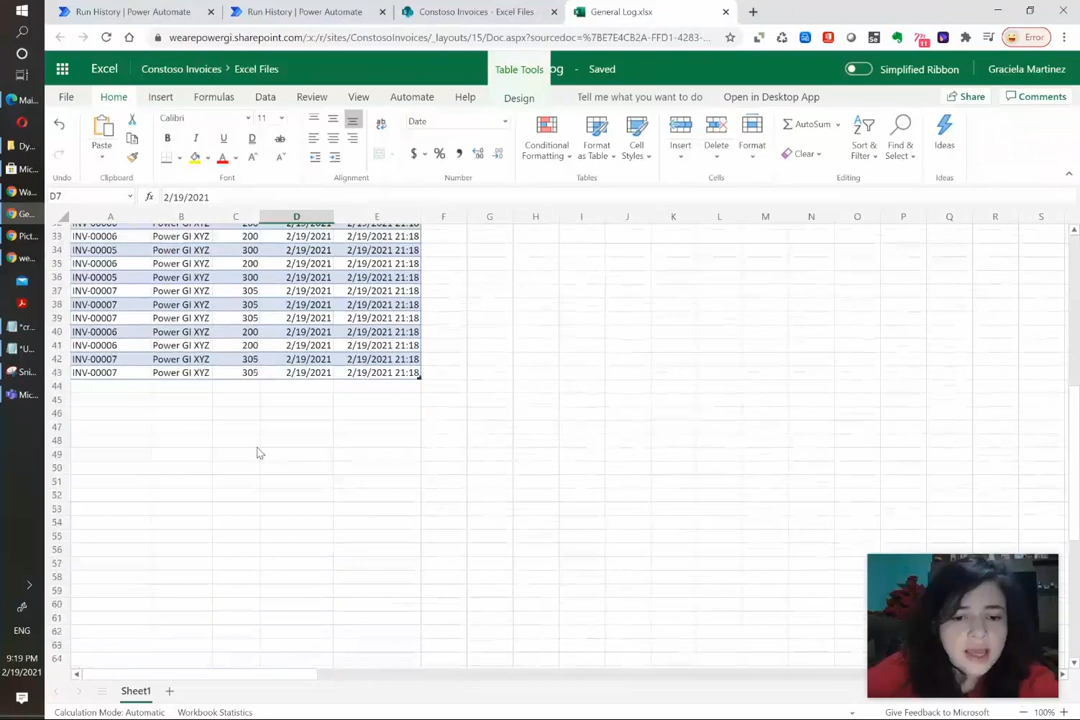 Run History | Power Automate
Run History | Power Automate
Constoso Invoices - Excel Files
General Log.xlsx
wearepowergi.sharepoint.com/:x:/r/sites/ConstosoInvoices/_layouts/15/Doc.aspx?sourcedoc=%7BE7E4CB2A-FFD1-4283-...
Error
Excel
Constoso Invoices > Excel Files
Table Tools
og - Saved
Simplified Ribbon
Graciela Martinez
File Home Insert Formulas Data Review View Automate Help Design Tell me what you want to do Open in Desktop App Share Comments
Calibri 11 Date AutoSum
Paste
Conditional Formatting
Format as Table
Cell Styles
Insert Delete Format
Clear
Sort & Filter
Find & Select
Ideas
Undo Clipboard Font Alignment Number Tables Cells Editing Ideas
D7 fx 2/19/2021
A B C D E F G H I J K L M N O P Q R S
33 INV-00006 Power GI XYZ 200 2/19/2021 2/19/2021 21:18
34 INV-00005 Power GI XYZ 300 2/19/2021 2/19/2021 21:18
35 INV-00006 Power GI XYZ 200 2/19/2021 2/19/2021 21:18
36 INV-00005 Power GI XYZ 300 2/19/2021 2/19/2021 21:18
37 INV-00007 Power GI XYZ 305 2/19/2021 2/19/2021 21:18
38 INV-00007 Power GI XYZ 305 2/19/2021 2/19/2021 21:18
39 INV-00007 Power GI XYZ 305 2/19/2021 2/19/2021 21:18
40 INV-00006 Power GI XYZ 200 2/19/2021 2/19/2021 21:18
41 INV-00006 Power GI XYZ 200 2/19/2021 2/19/2021 21:18
42 INV-00007 Power GI XYZ 305 2/19/2021 2/19/2021 21:18
43 INV-00007 Power GI XYZ 305 2/19/2021 2/19/2021 21:18
44
45
46
47
48
49
50
51
52
53
54
55
56
57
58
59
60
61
62
63
64
Sheet1
Calculation Mode: Automatic Workbook Statistics
Give Feedback to Microsoft 100%
Mai...
Dy...
Mic...
Wa...
Ge...
Pict...
we...
*cr...
*U...
Sni...
Mic...
ENG
9:19 PM
2/19/2021